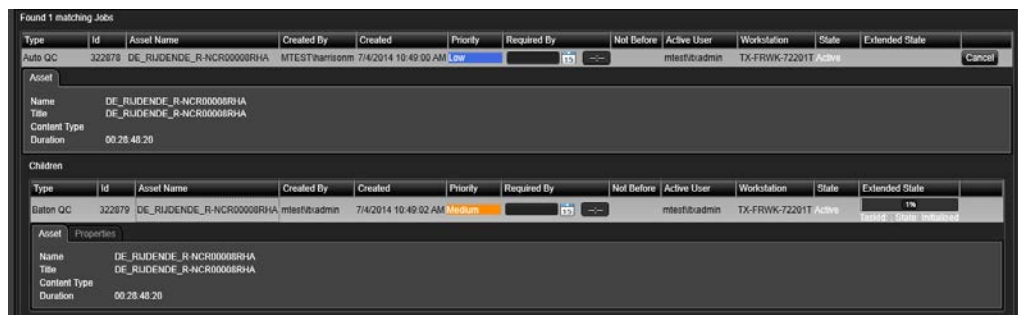 Found 1 matching Jobs
Type Id Asset Name Created By Created Priority Required By Not Before Active User Workstation State Extended State
Auto QC 322878 DE_RIJDENDE_R-NCR00008RHA MTEST\harrisonm 7/4/2014 10:49:00 AM Low 15 --:-- mtest\txadmin TX-FRWK-72201T Active Cancel
Asset
Name DE_RIJDENDE_R-NCR00008RHA
Title DE_RIJDENDE_R-NCR00008RHA
Content Type
Duration 00:28:48:20
Children
Type Id Asset Name Created By Created Priority Required By Not Before Active User Workstation State Extended State
Baton QC 322879 DE_RIJDENDE_R-NCR00008RHA mtest\txadmin 7/4/2014 10:49:02 AM Medium 15 --:-- mtest\txadmin TX-FRWK-72201T Active 1%
TaskId: , State: Initialized
Asset Properties
Name DE_RIJDENDE_R-NCR00008RHA
Title DE_RIJDENDE_R-NCR00008RHA
Content Type
Duration 00:28:48:20